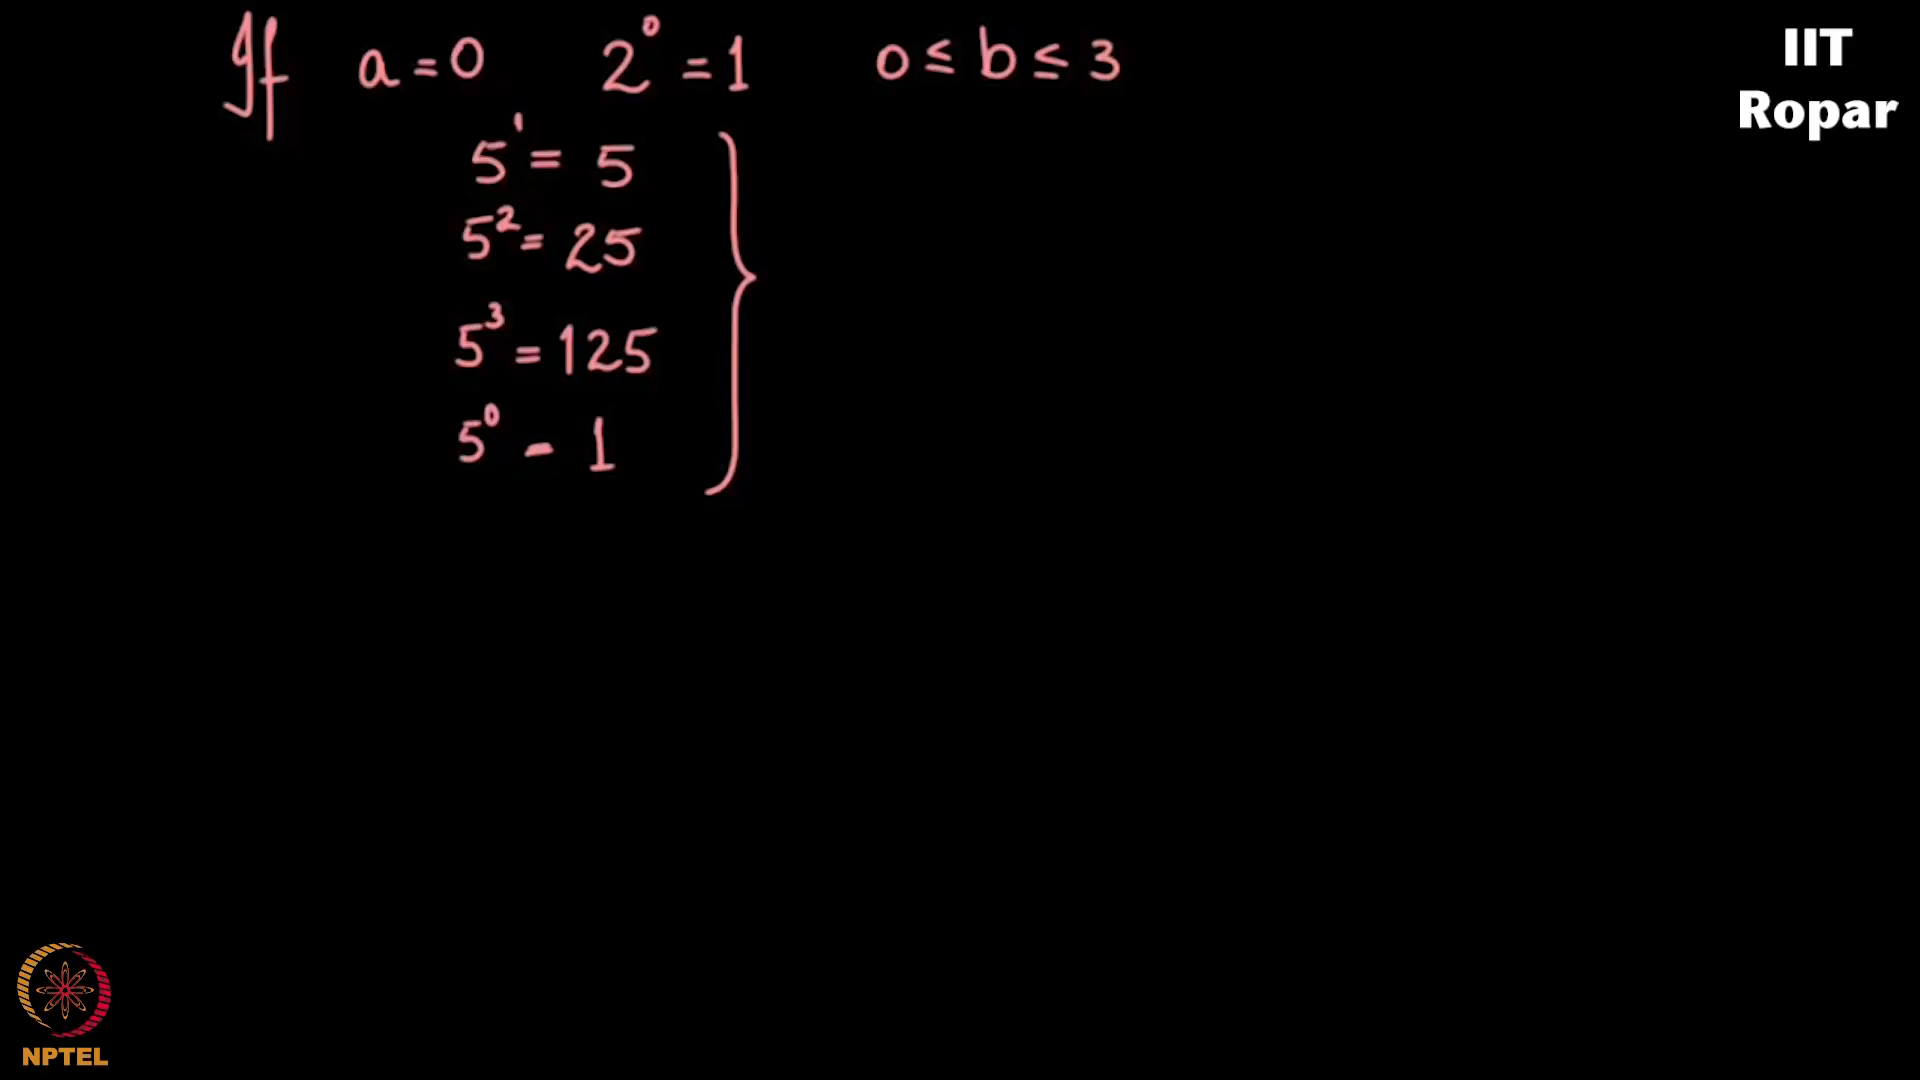 If a = 0 2⁰ = 1 0 ≤ b ≤ 3
5¹ = 5
5² = 25
5³ = 125
5⁰ - 1
IIT
Ropar
NPTEL